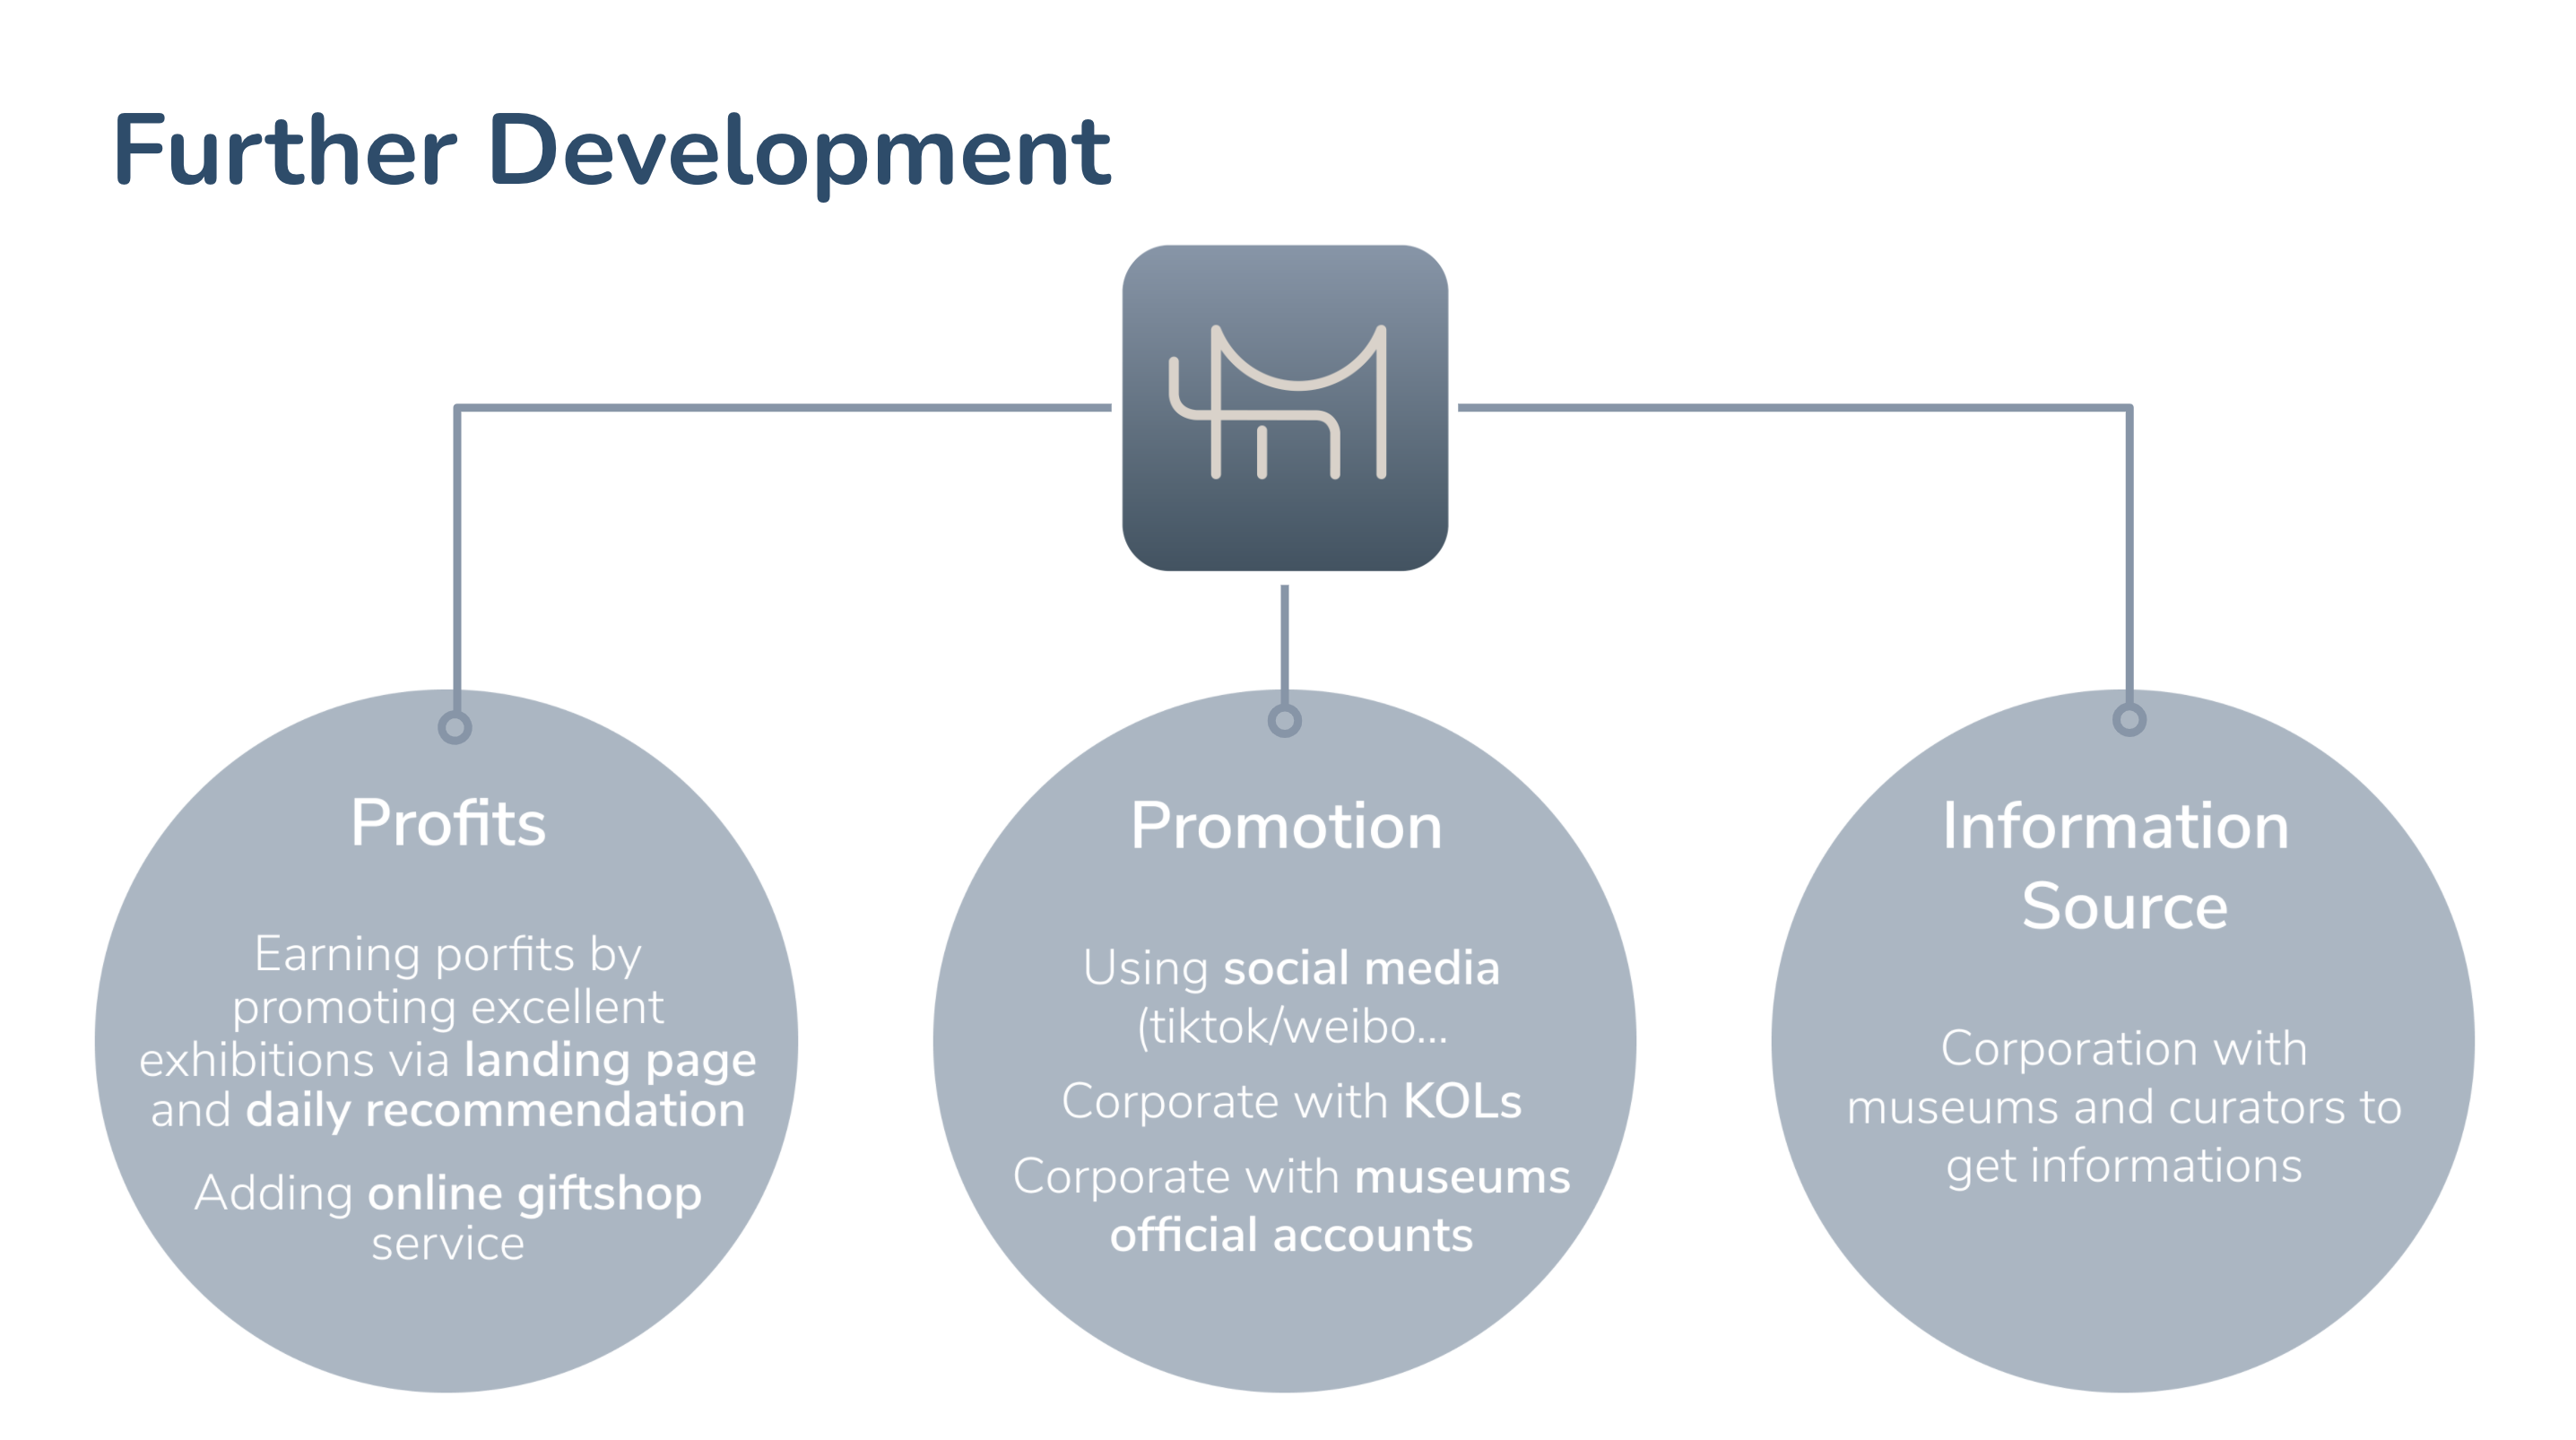 Further Development
Profits
Earning porfits by
promoting excellent
exhibitions via landing page
and daily recommendation
Adding online giftshop
service
Promotion
Using social media
(tiktok/weibo...
Corporate with KOLs
Corporate with museums
official accounts
Information
Source
Corporation with
museums and curators to
get informations